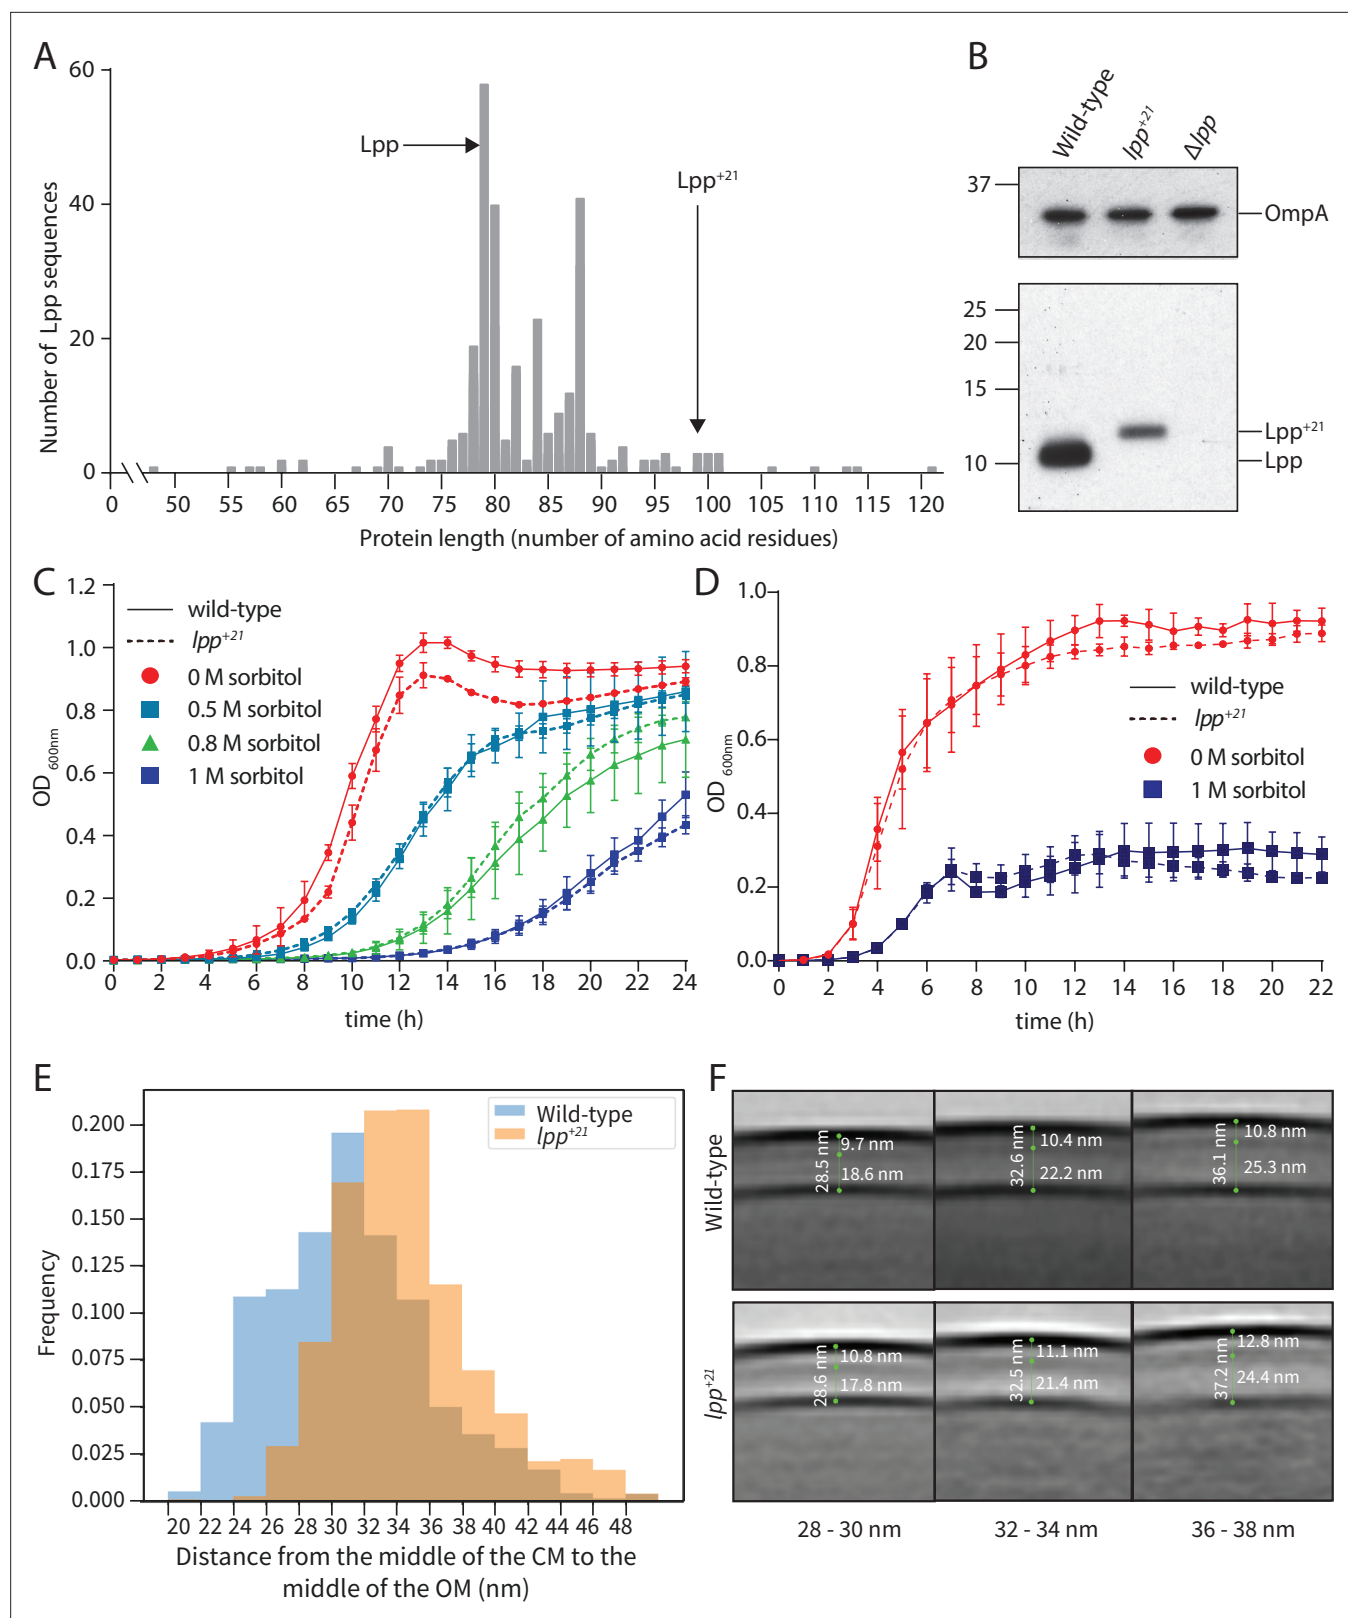 A
60
40
20
0
Number of Lpp sequences
Lpp
Lpp+21
0 50 55 60 65 70 75 80 85 90 95 100 105 110 115 120
Protein length (number of amino acid residues)
B
Wild-type
lpp+21
Δlpp
37
OmpA
25
20
15
10
Lpp+21
Lpp
C
1.2
1.0
0.8
0.6
0.4
0.2
0.0
OD 600nm
wild-type
lpp+21
0 M sorbitol
0.5 M sorbitol
0.8 M sorbitol
1 M sorbitol
0 2 4 6 8 10 12 14 16 18 20 22 24
time (h)
D
1.0
0.8
0.6
0.4
0.2
0.0
OD 600nm
wild-type
lpp+21
0 M sorbitol
1 M sorbitol
0 2 4 6 8 10 12 14 16 18 20 22
time (h)
E
0.200
0.175
0.150
0.125
0.100
0.075
0.050
0.025
0.000
Frequency
Wild-type
lpp+21
20 22 24 26 28 30 32 34 36 38 40 42 44 46 48
Distance from the middle of the CM to the
middle of the OM (nm)
F
Wild-type
28.5 nm
9.7 nm
18.6 nm
32.6 nm
10.4 nm
22.2 nm
36.1 nm
10.8 nm
25.3 nm
lpp+21
28.6 nm
10.8 nm
17.8 nm
32.5 nm
11.1 nm
21.4 nm
37.2 nm
12.8 nm
24.4 nm
28 - 30 nm
32 - 34 nm
36 - 38 nm